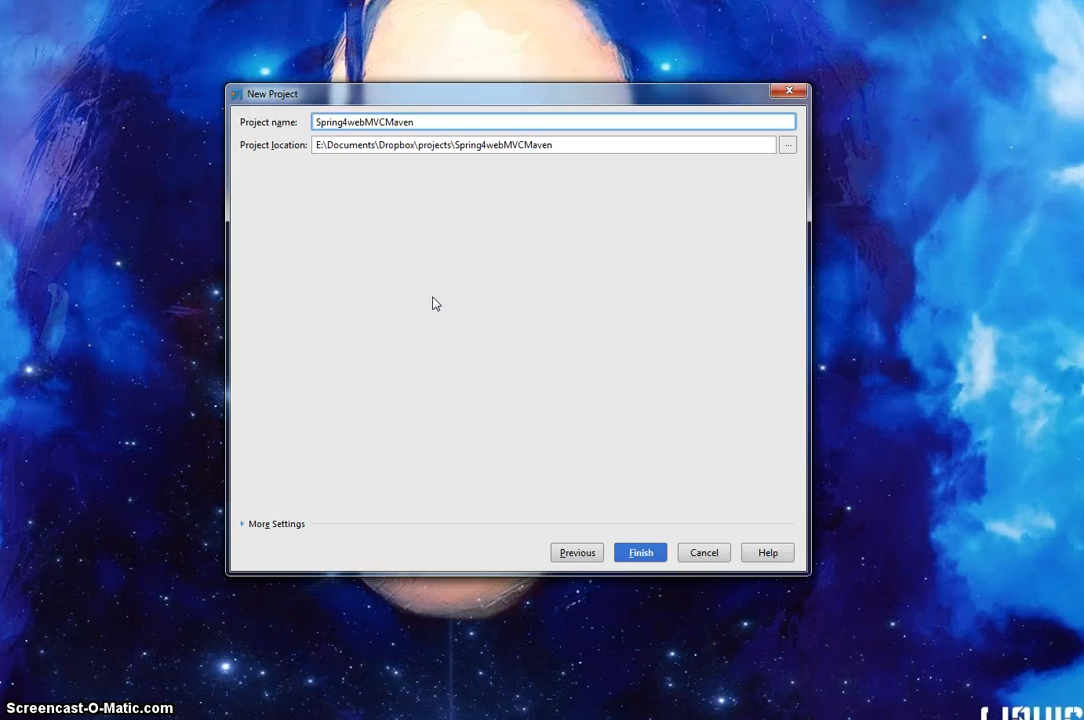 New Project
Project name: Spring4webMVCMaven
Project location: E:\Documents\Dropbox\projects\Spring4webMVCMaven ...
More Settings
Previous Finish Cancel Help
Screencast-O-Matic.com